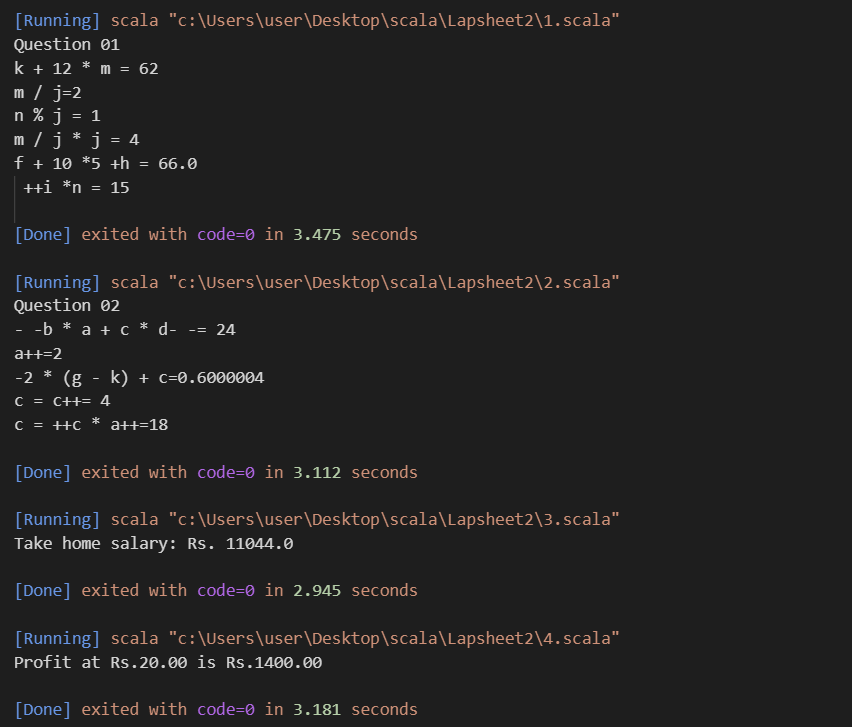 [Running] scala "c:\Users\user\Desktop\scala\Lapsheet2\1.scala"
Question 01
k + 12 * m = 62
m / j=2
n % j = 1
m / j * j = 4
f + 10 *5 +h = 66.0
++i *n = 15
[Done] exited with code=0 in 3.475 seconds
[Running] scala "c:\Users\user\Desktop\scala\Lapsheet2\2.scala"
Question 02
- -b * a + c * d- -= 24
a++=2
-2 * (g - k) + c=0.6000004
c = c++= 4
c = ++c * a++=18
[Done] exited with code=0 in 3.112 seconds
[Running] scala "c:\Users\user\Desktop\scala\Lapsheet2\3.scala"
Take home salary: Rs. 11044.0
[Done] exited with code=0 in 2.945 seconds
[Running] scala "c:\Users\user\Desktop\scala\Lapsheet2\4.scala"
Profit at Rs.20.00 is Rs.1400.00
[Done] exited with code=0 in 3.181 seconds